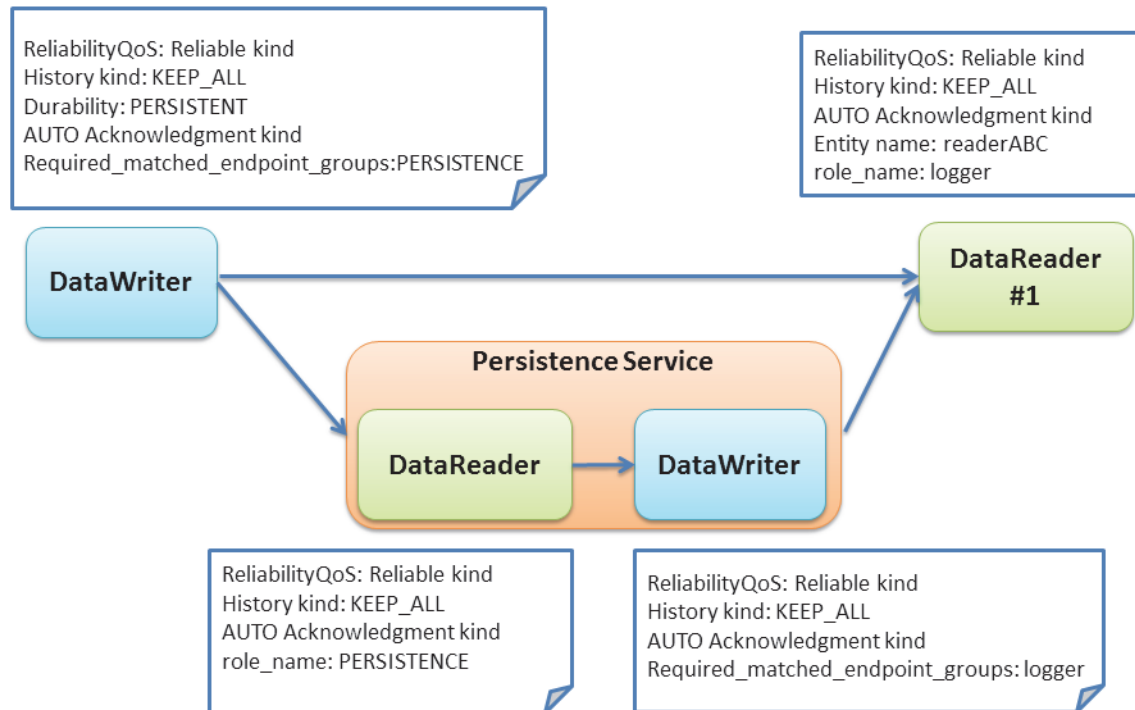 ReliabilityQoS: Reliable kind
History kind: KEEP_ALL
Durability: PERSISTENT
AUTO Acknowledgment kind
Required_matched_endpoint_groups:PERSISTENCE
ReliabilityQoS: Reliable kind
History kind: KEEP_ALL
AUTO Acknowledgment kind
Entity name: readerABC
role_name: logger
DataWriter
DataReader
#1
Persistence Service
DataReader
DataWriter
ReliabilityQoS: Reliable kind
History kind: KEEP_ALL
AUTO Acknowledgment kind
role_name: PERSISTENCE
ReliabilityQoS: Reliable kind
History kind: KEEP_ALL
AUTO Acknowledgment kind
Required_matched_endpoint_groups: logger